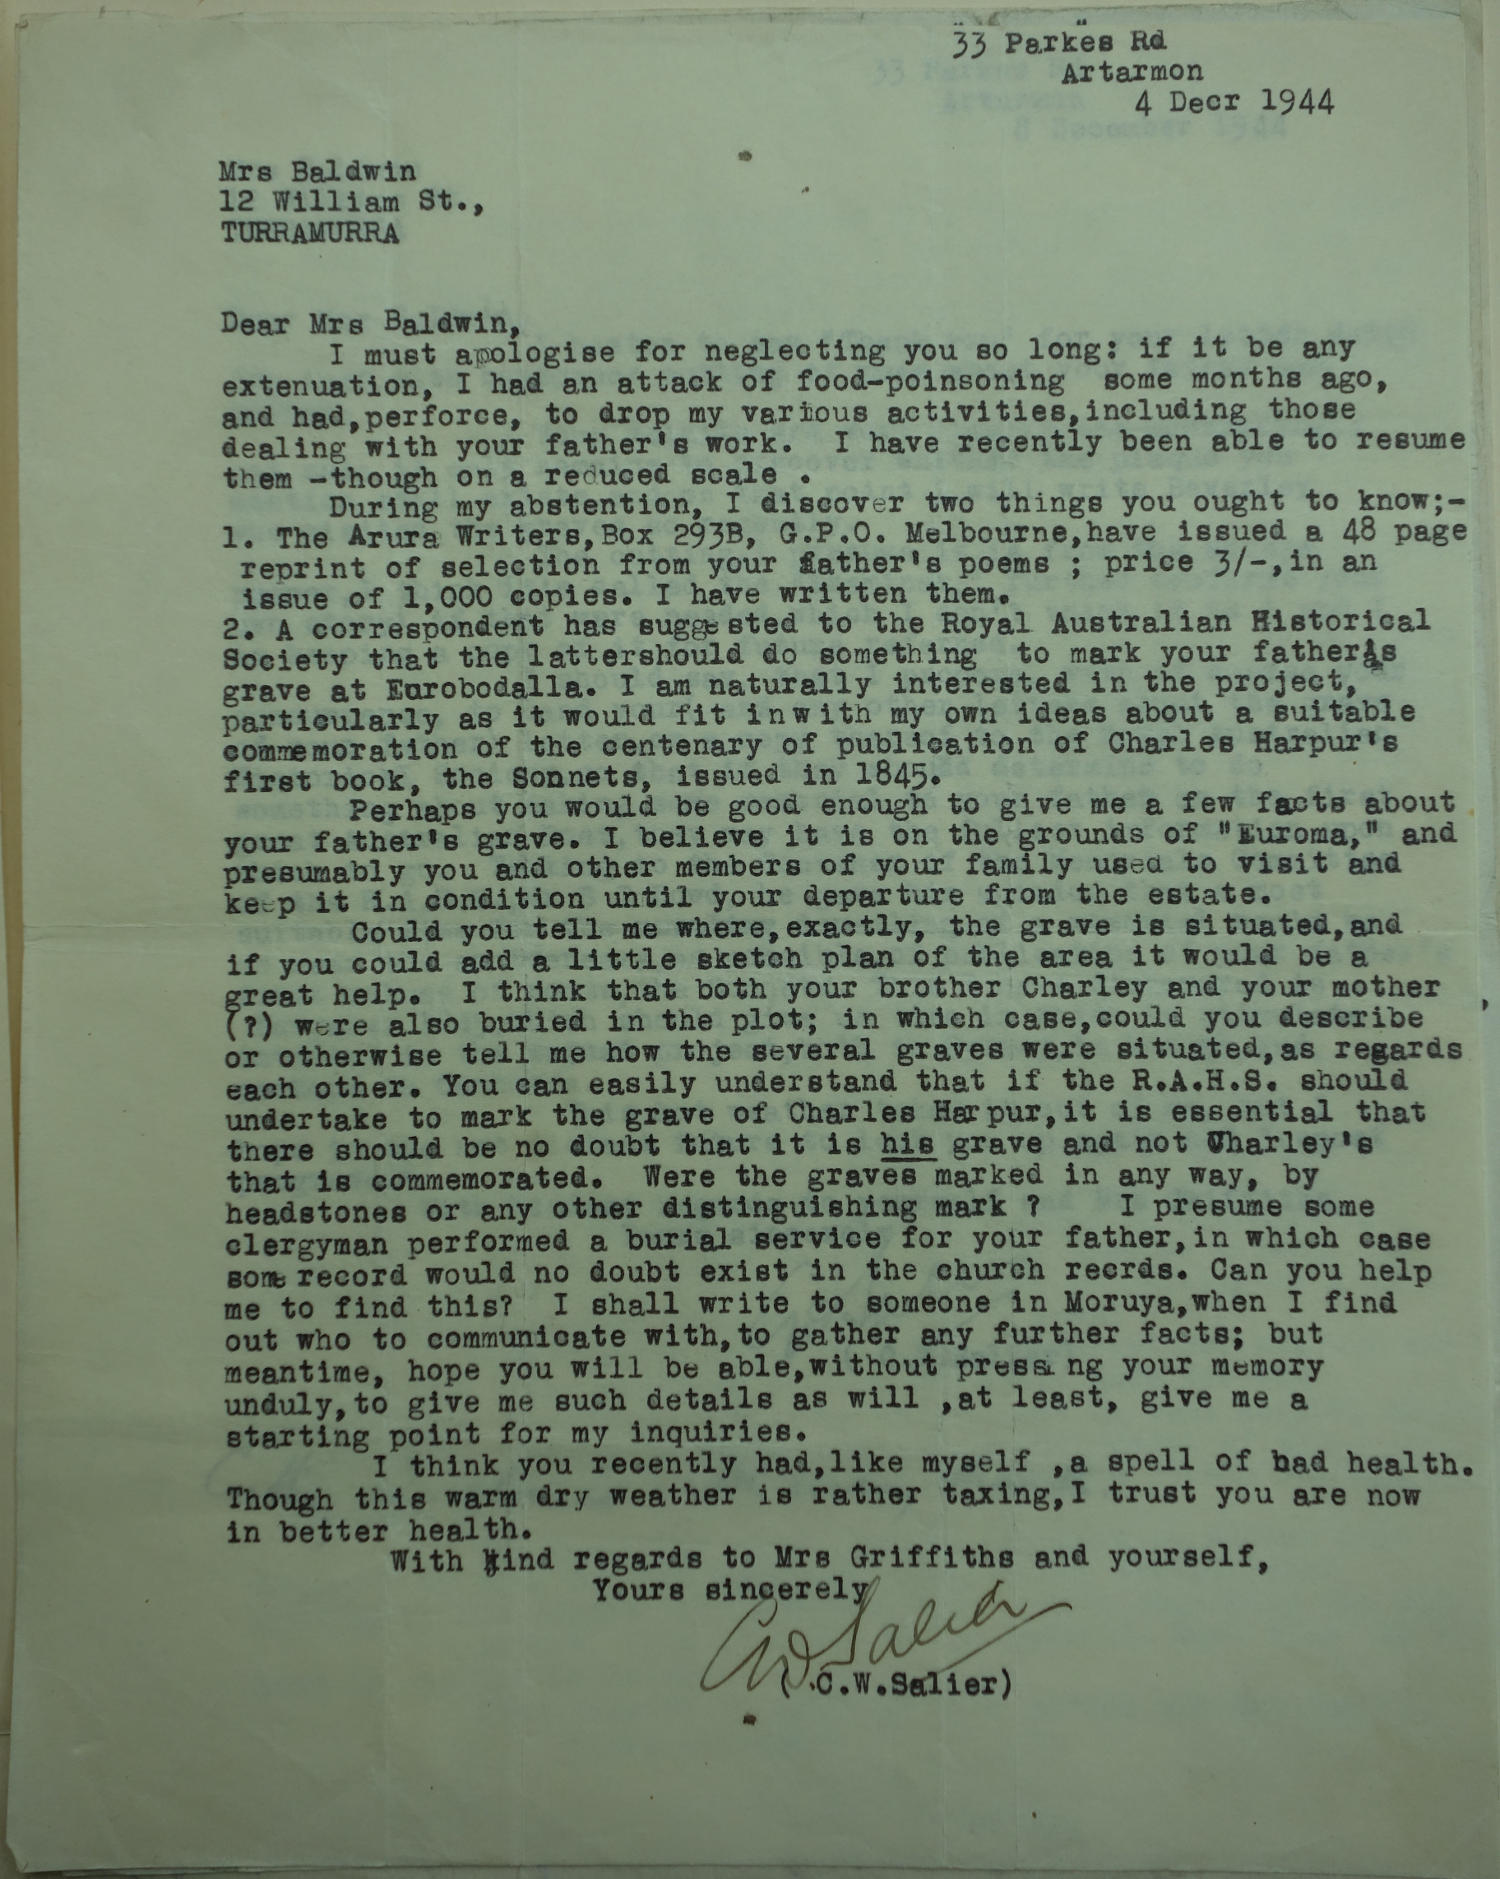 33 Parkes Rd
Artarmon
4 Decr 1944
Mrs Baldwin
12 William St.,
TURRAMURRA
Dear Mrs Baldwin,
I must apologise for neglecting you so long: if it be any
extenuation, I had an attack of food-poinsoning some months ago,
and had,perforce, to drop my various activities,including those
dealing with your father's work. I have recently been able to resume
them -though on a reduced scale .
During my abstention, I discover two things you ought to know;-
1. The Arura Writers,Box 293B, G.P.O. Melbourne,have issued a 48 page
reprint of selection from your father's poems ; price 3/-,in an
issue of 1,000 copies. I have written them.
2. A correspondent has suggested to the Royal Australian Historical
Society that the lattershould do something to mark your father's
grave at Eurobodalla. I am naturally interested in the project,
particularly as it would fit inwith my own ideas about a suitable
commemoration of the centenary of publication of Charles Harpur's
first book, the Sonnets, issued in 1845.
Perhaps you would be good enough to give me a few facts about
your father's grave. I believe it is on the grounds of "Euroma," and
presumably you and other members of your family used to visit and
keep it in condition until your departure from the estate.
Could you tell me where,exactly, the grave is situated,and
if you could add a little sketch plan of the area it would be a
great help. I think that both your brother Charley and your mother
(?) were also buried in the plot; in which case,could you describe
or otherwise tell me how the several graves were situated,as regards
each other. You can easily understand that if the R.A.H.S. should
undertake to mark the grave of Charles Harpur,it is essential that
there should be no doubt that it is his grave and not Charley's
that is commemorated. Were the graves marked in any way, by
headstones or any other distinguishing mark ? I presume some
clergyman performed a burial service for your father,in which case
some record would no doubt exist in the church recrds. Can you help
me to find this? I shall write to someone in Moruya,when I find
out who to communicate with,to gather any further facts; but
meantime, hope you will be able,without pressing your memory
unduly,to give me such details as will ,at least, give me a
starting point for my inquiries.
I think you recently had,like myself ,a spell of bad health.
Though this warm dry weather is rather taxing,I trust you are now
in better health.
With kind regards to Mrs Griffiths and yourself,
Yours sincerely
CW Salier
(.C.W.Salier)